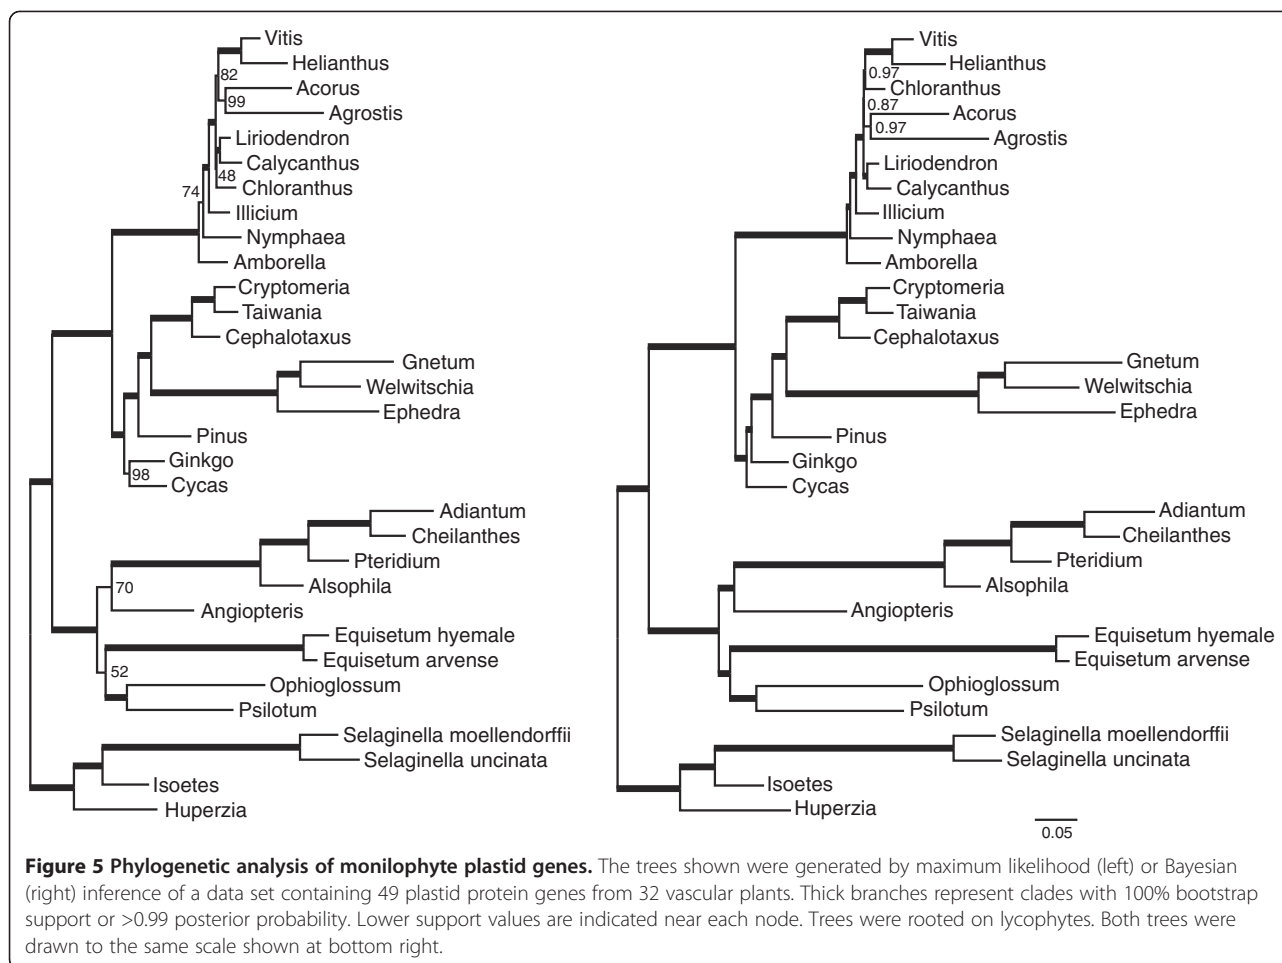 Vitis
Helianthus
82
Acorus
99
Agrostis
Liriodendron
Calycanthus
48
Chloranthus
74
Illicium
Nymphaea
Amborella
Cryptomeria
Taiwania
Cephalotaxus
Gnetum
Welwitschia
Ephedra
Pinus
Ginkgo
98
Cycas
Adiantum
Cheilanthes
Pteridium
70
Alsophila
Angiopteris
Equisetum hyemale
Equisetum arvense
52
Ophioglossum
Psilotum
Selaginella moellendorffii
Selaginella uncinata
Isoetes
Huperzia
Vitis
Helianthus
0.97
Chloranthus
0.87
Acorus
0.97
Agrostis
Liriodendron
Calycanthus
Illicium
Nymphaea
Amborella
Cryptomeria
Taiwania
Cephalotaxus
Gnetum
Welwitschia
Ephedra
Pinus
Ginkgo
Cycas
Adiantum
Cheilanthes
Pteridium
Alsophila
Angiopteris
Equisetum hyemale
Equisetum arvense
Ophioglossum
Psilotum
Selaginella moellendorffii
Selaginella uncinata
Isoetes
Huperzia
0.05
Figure 5 Phylogenetic analysis of monilophyte plastid genes. The trees shown were generated by maximum likelihood (left) or Bayesian
(right) inference of a data set containing 49 plastid protein genes from 32 vascular plants. Thick branches represent clades with 100% bootstrap
support or >0.99 posterior probability. Lower support values are indicated near each node. Trees were rooted on lycophytes. Both trees were
drawn to the same scale shown at bottom right.